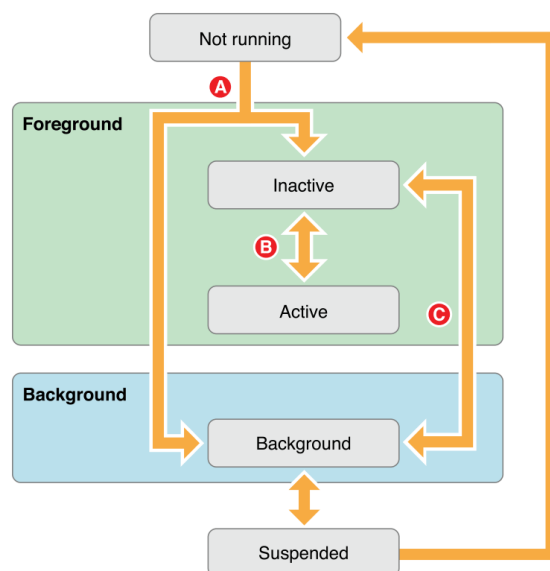 Not running
A
Foreground
Inactive
B
Active
C
Background
Background
Suspended